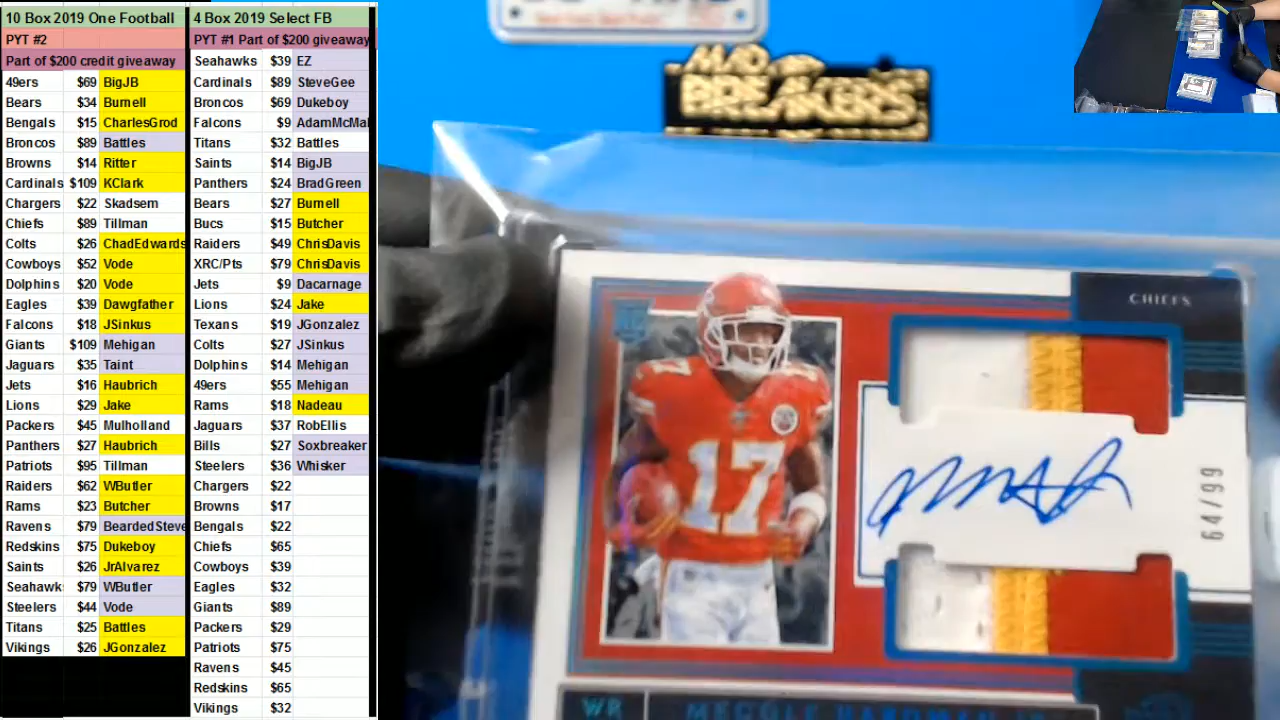 10 Box 2019 One Football
PYT #2
Part of $200 credit giveaway
49ers $69 BigJB
Bears $34 Burnell
Bengals $15 CharlesGrod
Broncos $89 Battles
Browns $14 Ritter
Cardinals $109 KClark
Chargers $22 Skadsem
Chiefs $89 Tillman
Colts $26 ChadEdwards
Cowboys $52 Vode
Dolphins $20 Vode
Eagles $39 Dawgfather
Falcons $18 JSinkus
Giants $109 Mehigan
Jaguars $35 Taint
Jets $16 Haubrich
Lions $29 Jake
Packers $45 Mulholland
Panthers $27 Haubrich
Patriots $95 Tillman
Raiders $62 WButler
Rams $23 Butcher
Ravens $79 BeardedSteve
Redskins $75 Dukeboy
Saints $26 JrAlvarez
Seahawk $79 WButler
Steelers $44 Vode
Titans $25 Battles
Vikings $26 JGonzalez
4 Box 2019 Select FB
PYT #1 Part of $200 giveaway
Seahawks $39 EZ
Cardinals $89 SteveGee
Broncos $69 Dukeboy
Falcons $9 AdamMcMal
Titans $32 Battles
Saints $14 BigJB
Panthers $24 BradGreen
Bears $27 Burnell
Bucs $15 Butcher
Raiders $49 ChrisDavis
XRC/Pts $79 ChrisDavis
Jets $9 Dacarnage
Lions $24 Jake
Texans $19 JGonzalez
Colts $27 JSinkus
Dolphins $14 Mehigan
49ers $55 Mehigan
Rams $18 Nadeau
Jaguars $37 RobEllis
Bills $27 Soxbreaker
Steelers $36 Whisker
Chargers $22
Browns $17
Bengals $22
Chiefs $65
Cowboys $39
Eagles $32
Giants $89
Packers $29
Patriots $75
Ravens $45
Redskins $65
Vikings $32
MOJO
BREAKERS
CHIEFS
17
17
64/99
WR